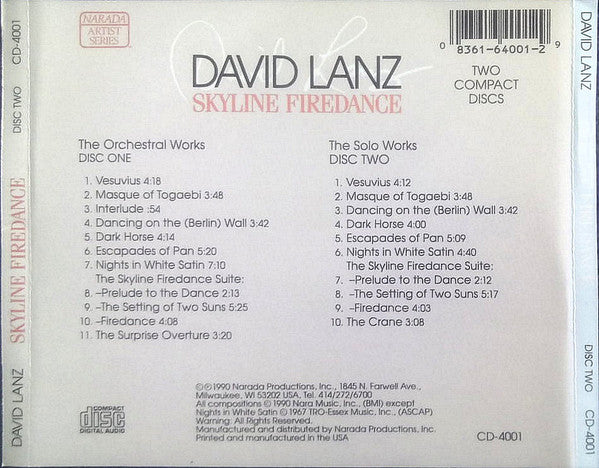 CD-4001
DISC TWO
SKYLINE FIREDANCE
DAVID LANZ
NARADA
ARTIST
SERIES
0 8361-64001-2 9
DAVID LANZ
SKYLINE FIREDANCE
TWO
COMPACT
DISCS
The Orchestral Works
DISC ONE
1. Vesuvius 4:18
2. Masque of Togaebi 3:48
3. Interlude :54
4. Dancing on the (Berlin) Wall 3:42
5. Dark Horse 4:14
6. Escapades of Pan 5:20
7. Nights in White Satin 7:10
The Skyline Firedance Suite:
8. –Prelude to the Dance 2:13
9. –The Setting of Two Suns 5:25
10. –Firedance 4:08
11. The Surprise Overture 3:20
The Solo Works
DISC TWO
1. Vesuvius 4:12
2. Masque of Togaebi 3:48
3. Dancing on the (Berlin) Wall 3:42
4. Dark Horse 4:00
5. Escapades of Pan 5:09
6. Nights in White Satin 4:40
The Skyline Firedance Suite:
7. –Prelude to the Dance 2:12
8. –The Setting of Two Suns 5:17
9. –Firedance 4:03
10. The Crane 3:08
COMPACT
disc
DIGITAL AUDIO
©℗1990 Narada Productions, Inc., 1845 N. Farwell Ave.,
Milwaukee, WI 53202 USA. Tel. 414/272/6700
All compositions ©1990 Nara Music, Inc., (BMI) except
Nights in White Satin ©1967 TRO-Essex Music, Inc., (ASCAP)
Warning: All Rights Reserved.
Manufactured and distributed by Narada Productions, Inc.
Printed and manufactured in the USA
CD-4001
DAVID LANZ
DISC TWO
CD-4001